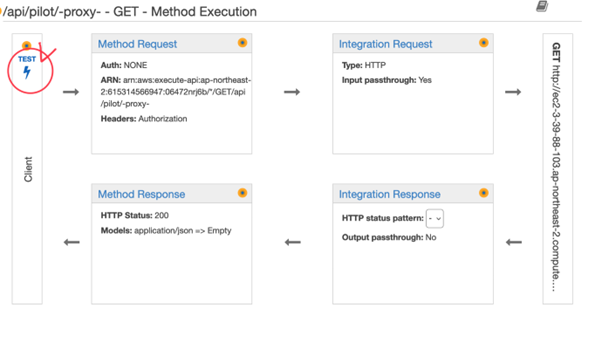 /api/pilot/-proxy- - GET - Method Execution
TEST
Client
Method Request
Auth: NONE
ARN: arn:aws:execute-api:ap-northeast-
2:615314566947:06472nrj6b/*/GET/api
/pilot/-proxy-
Headers: Authorization
Integration Request
Type: HTTP
Input passthrough: Yes
GET http://ec2-3-39-88-103.ap-northeast-2.compute....
Method Response
HTTP Status: 200
Models: application/json => Empty
Integration Response
HTTP status pattern: -
Output passthrough: No